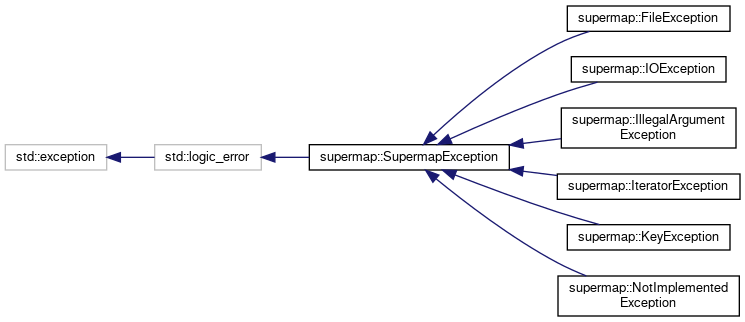 supermap::FileException
supermap::IOException
supermap::IllegalArgument
Exception
std::exception
std::logic_error
supermap::SupermapException
supermap::IteratorException
supermap::KeyException
supermap::NotImplemented
Exception